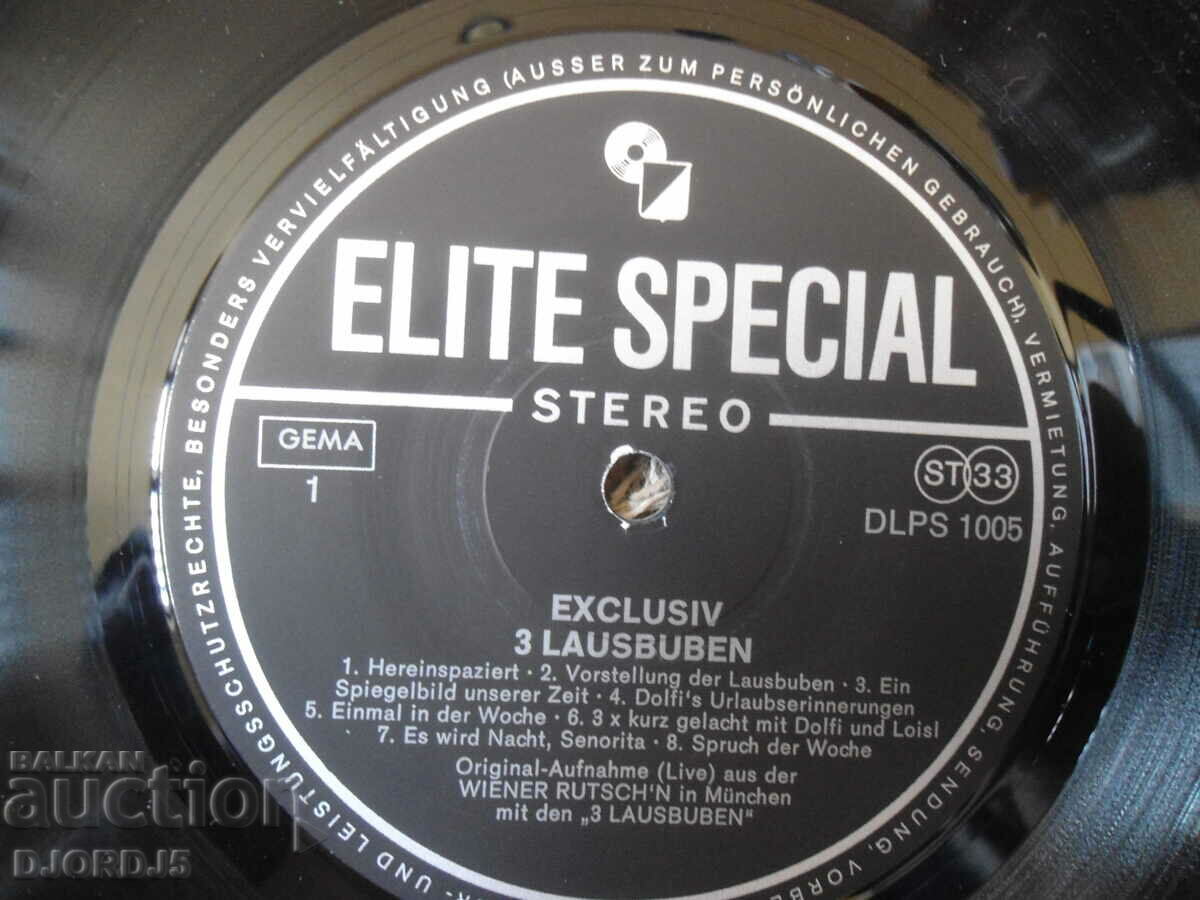 - UND LEISTUNGSSCHUTZRECHTE, BESONDERS VERVIELFÄLTIGUNG (AUSSER ZUM PERSÖNLICHEN GEBRAUCH), VERMIETUNG, AUFFÜHRUNG, SENDUNG,
ELITE SPECIAL
STEREO
GEMA
1
ST 33
DLPS 1005
EXCLUSIV
3 LAUSBUBEN
1. Hereinspaziert · 2. Vorstellung der Lausbuben · 3. Ein
Spiegelbild unserer Zeit · 4. Dolfi's Urlaubserinnerungen
5. Einmal in der Woche · 6. 3 x kurz gelacht mit Dolfi und Loisl
7. Es wird Nacht, Senorita · 8. Spruch der Woche
Original-Aufnahme (Live) aus der
WIENER RUTSCH'N in München
mit den „3 LAUSBUBEN"
BALKAN
auction
DJORDJ5